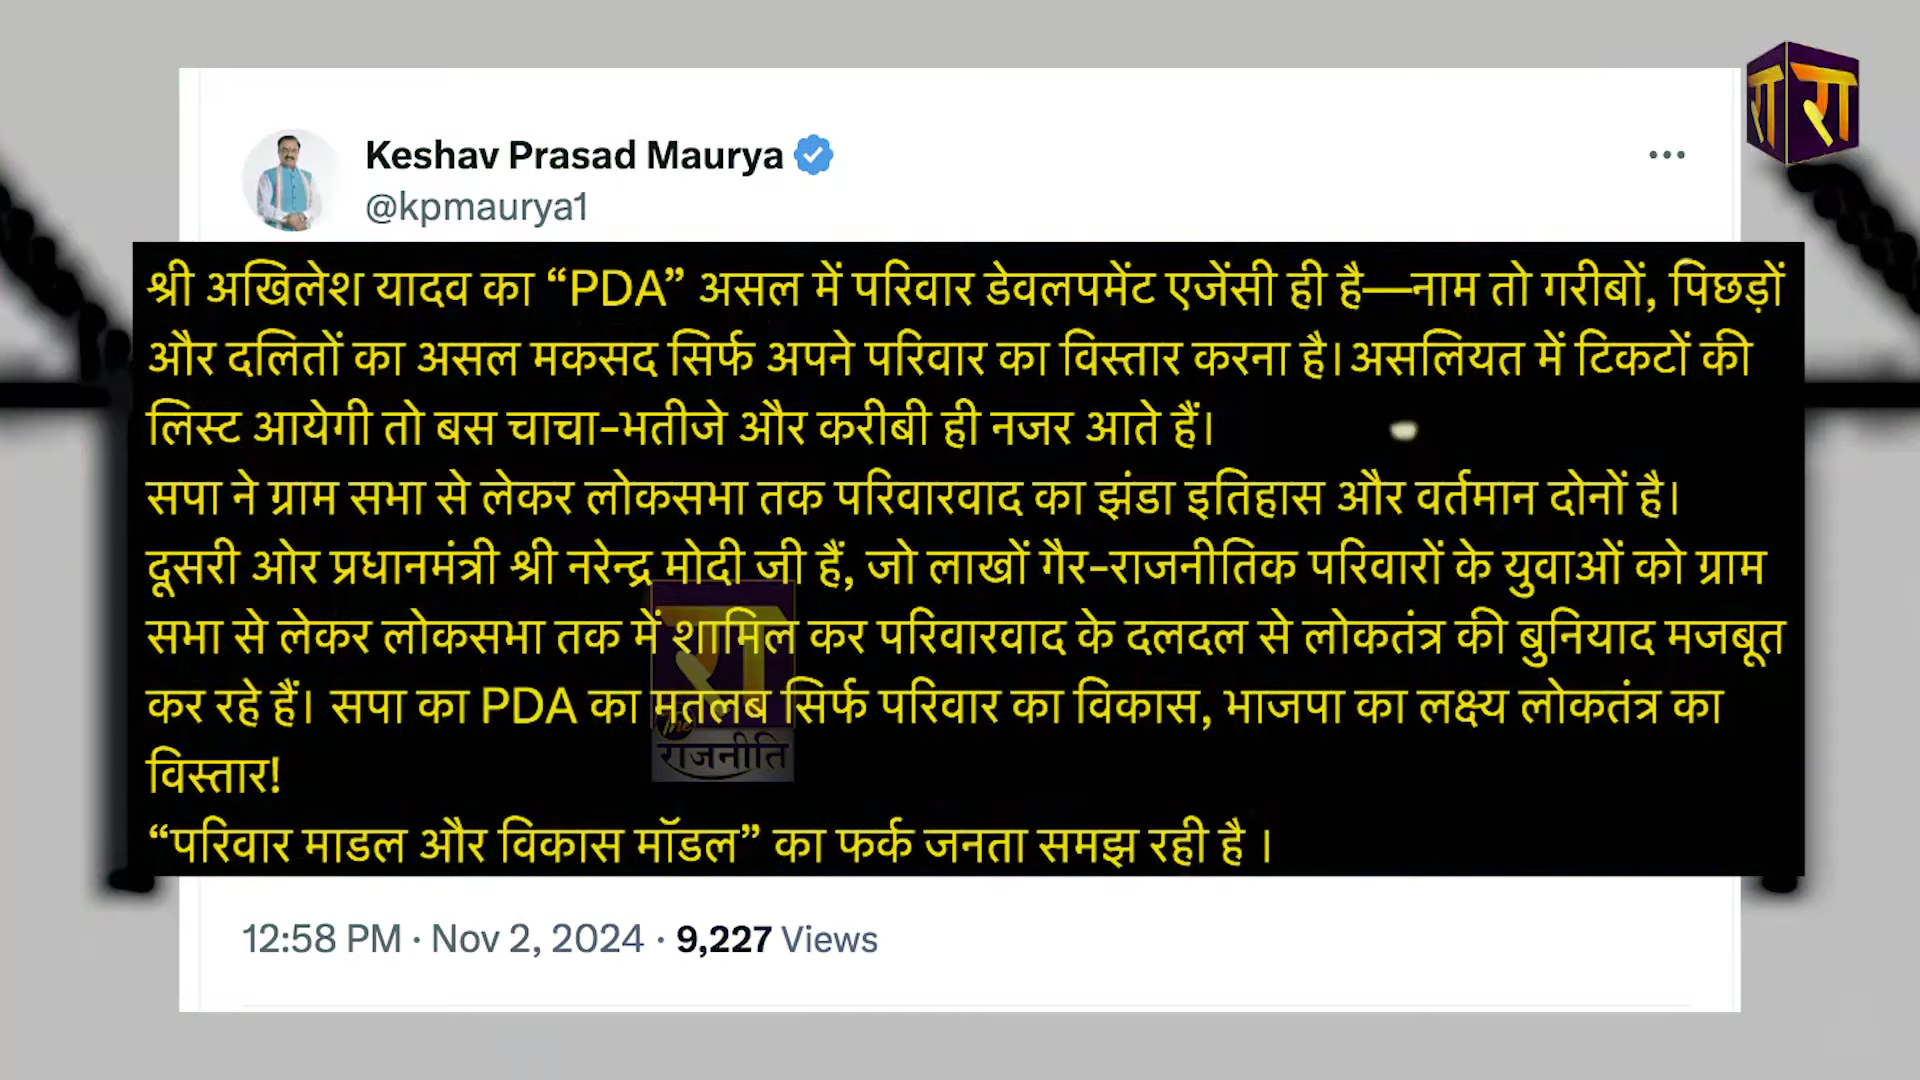 Keshav Prasad Maurya
@kpmaurya1
रा रा
श्री अखिलेश यादव का “PDA” असल में परिवार डेवलपमेंट एजेंसी ही है—नाम तो गरीबों, पिछड़ों
और दलितों का असल मकसद सिर्फ अपने परिवार का विस्तार करना है।असलियत में टिकटों की
लिस्ट आयेगी तो बस चाचा-भतीजे और करीबी ही नजर आते हैं।
सपा ने ग्राम सभा से लेकर लोकसभा तक परिवारवाद का झंडा इतिहास और वर्तमान दोनों है।
दूसरी ओर प्रधानमंत्री श्री नरेन्द्र मोदी जी हैं, जो लाखों गैर-राजनीतिक परिवारों के युवाओं को ग्राम
सभा से लेकर लोकसभा तक में शामिल कर परिवारवाद के दलदल से लोकतंत्र की बुनियाद मजबूत
कर रहे हैं। सपा का PDA का मतलब सिर्फ परिवार का विकास, भाजपा का लक्ष्य लोकतंत्र का
विस्तार!
रा
The
राजनीति
“परिवार माडल और विकास मॉडल” का फर्क जनता समझ रही है ।
12:58 PM · Nov 2, 2024 · 9,227 Views